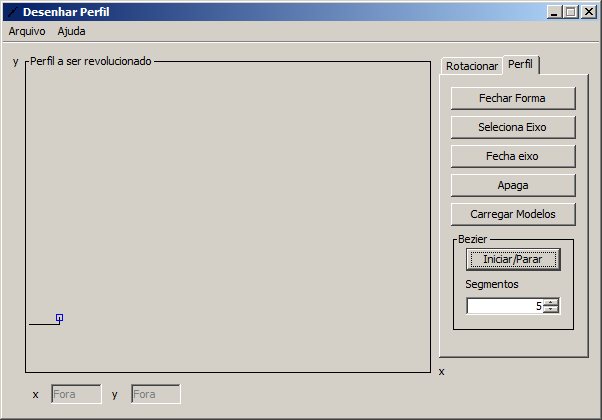 Desenhar Perfil
Arquivo Ajuda
y
Perfil a ser revolucionado
Rotacionar Perfil
Fechar Forma
Seleciona Eixo
Fecha eixo
Apaga
Carregar Modelos
Bezier
Iniciar/Parar
Segmentos
5
x
x Fora y Fora